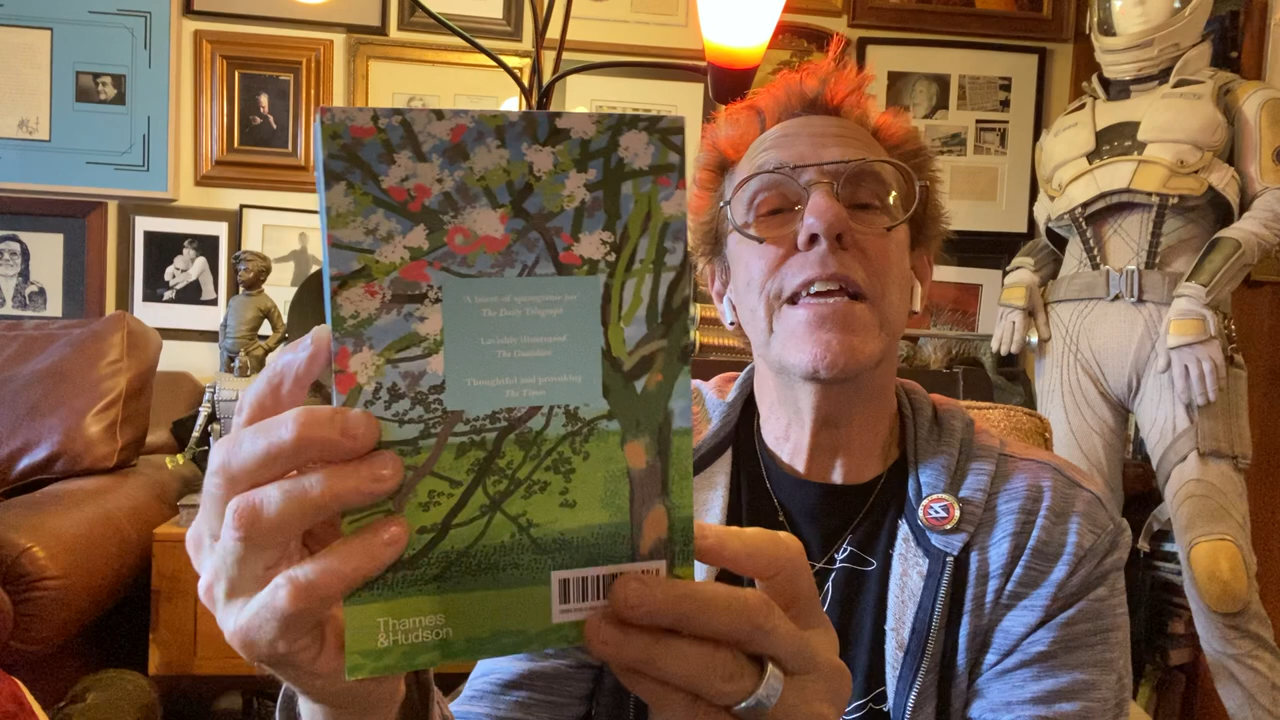 'A burst of springtime joy'
The Daily Telegraph
'Lavishly illustrated'
The Guardian
'Thoughtful and provoking'
The Times
Thames
&Hudson